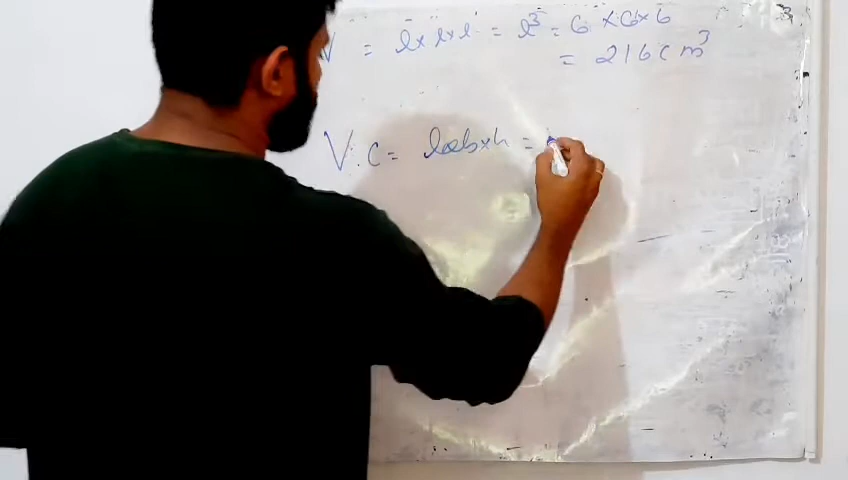 V = l×l×l = l³ = 6×6×6
= 216 cm³
V. C = l×b×h =